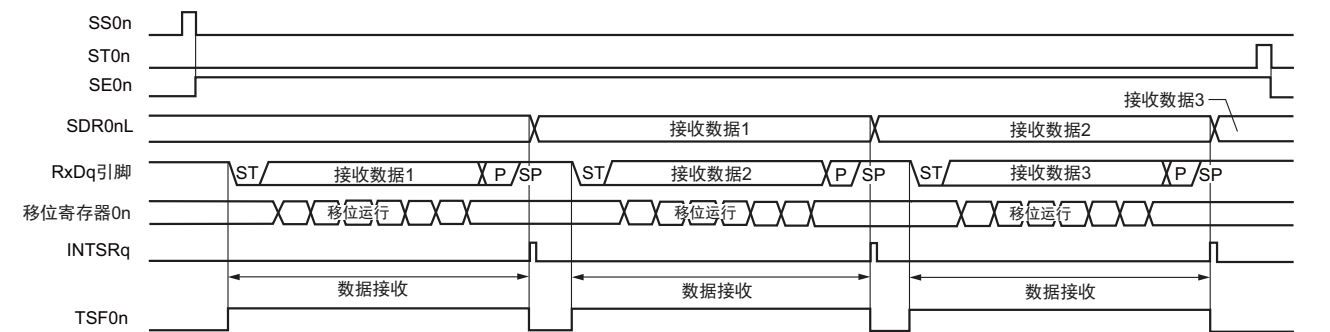 SS0n
ST0n
SE0n
接收数据3
SDR0nL
接收数据1
接收数据2
RxDq引脚
ST
接收数据1
P
SP
ST
接收数据2
P
SP
ST
接收数据3
P
SP
移位寄存器0n
移位运行
移位运行
移位运行
INTSRq
数据接收
数据接收
数据接收
TSF0n